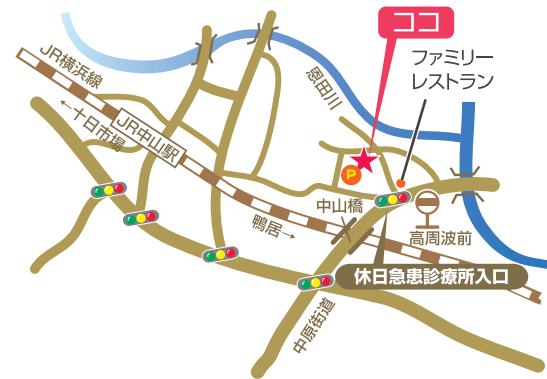 ココ
ファミリー
レストラン
JR横浜線
恩田川
←十日市場
JR中山駅
P
中山橋
鴨居→
高周波前
休日急患診療所入口
中原街道